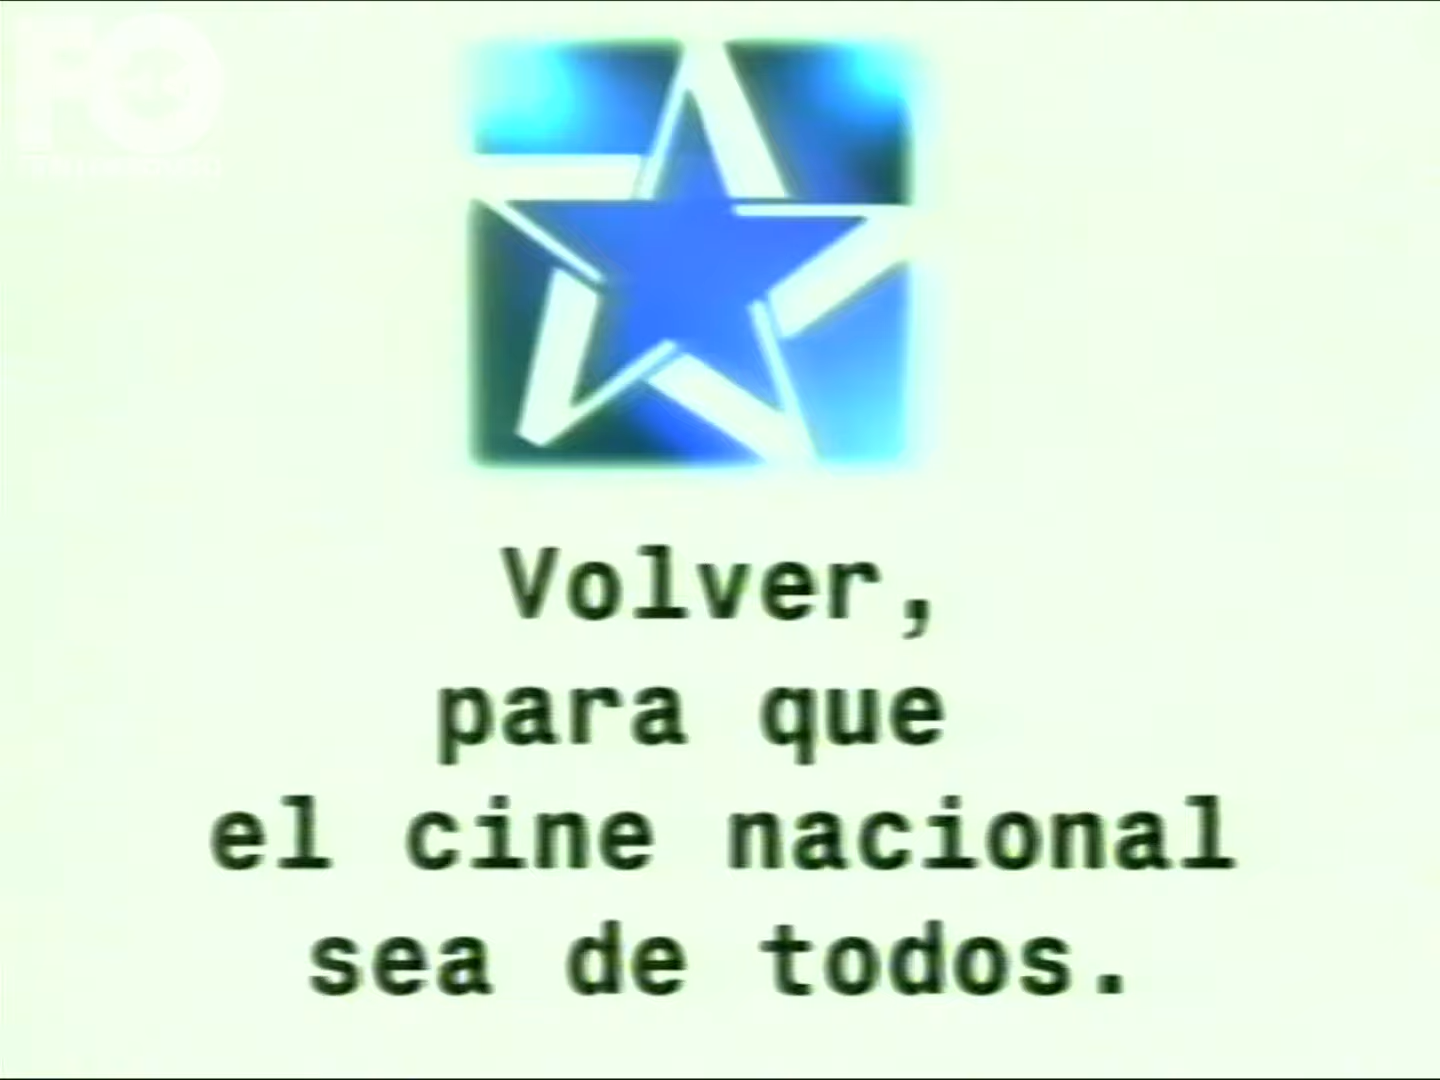 Volver,
para que
el cine nacional
sea de todos.